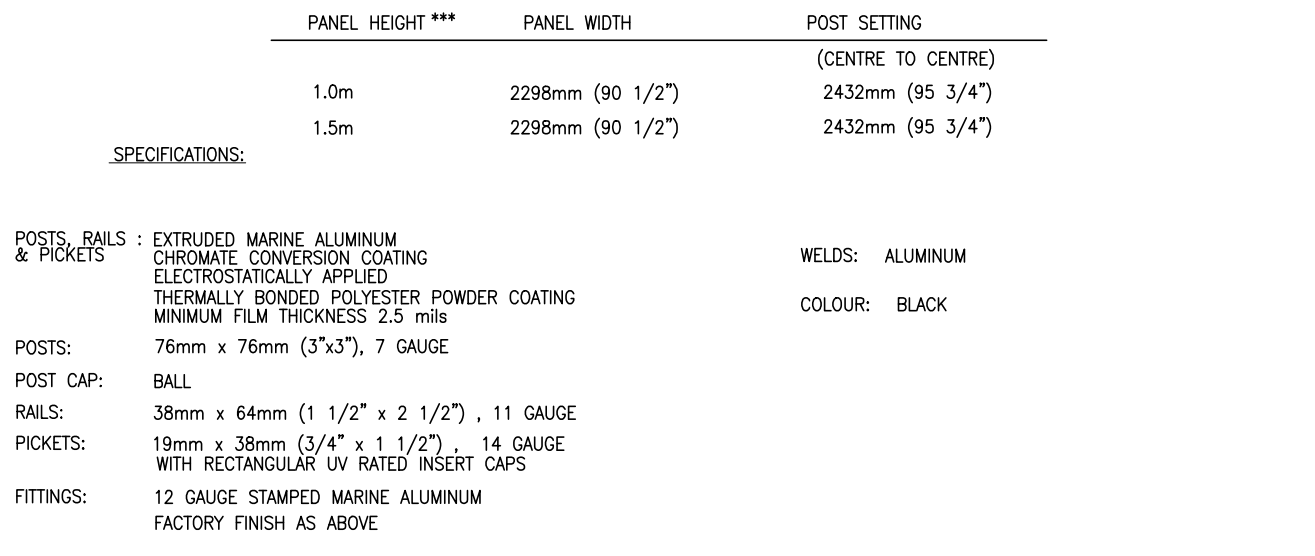 PANEL HEIGHT *** PANEL WIDTH POST SETTING
(CENTRE TO CENTRE)
1.0m 2298mm (90 1/2") 2432mm (95 3/4")
1.5m 2298mm (90 1/2") 2432mm (95 3/4")
SPECIFICATIONS:
POSTS, RAILS : EXTRUDED MARINE ALUMINUM
& PICKETS CHROMATE CONVERSION COATING
WELDS: ALUMINUM
ELECTROSTATICALLY APPLIED
THERMALLY BONDED POLYESTER POWDER COATING
COLOUR: BLACK
MINIMUM FILM THICKNESS 2.5 mils
POSTS: 76mm x 76mm (3"x3"), 7 GAUGE
POST CAP: BALL
RAILS: 38mm x 64mm (1 1/2" x 2 1/2") , 11 GAUGE
PICKETS: 19mm x 38mm (3/4" x 1 1/2") , 14 GAUGE
WITH RECTANGULAR UV RATED INSERT CAPS
FITTINGS: 12 GAUGE STAMPED MARINE ALUMINUM
FACTORY FINISH AS ABOVE